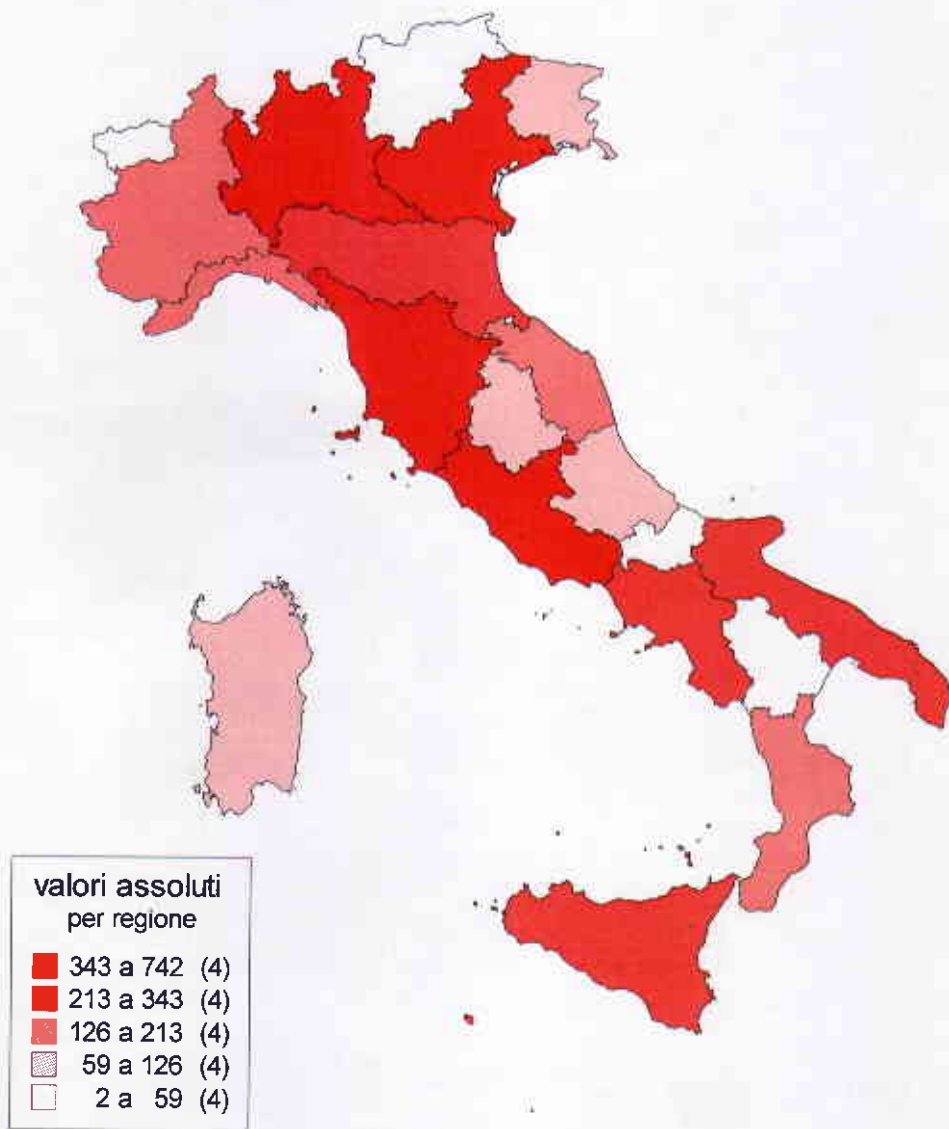 valori assoluti
per regione
343 a 742 (4)
213 a 343 (4)
126 a 213 (4)
59 a 126 (4)
2 a 59 (4)